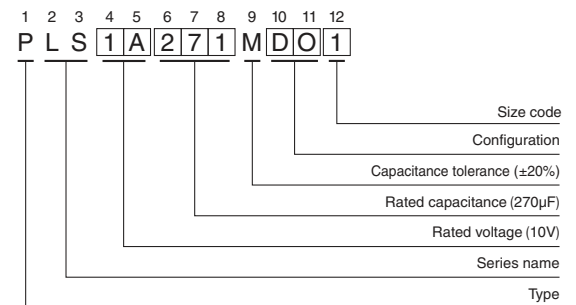 1 2 3 4 5 6 7 8 9 10 11 12
P L S 1 A 2 7 1 M D O 1
Size code
Configuration
Capacitance tolerance (±20%)
Rated capacitance (270μF)
Rated voltage (10V)
Series name
Type